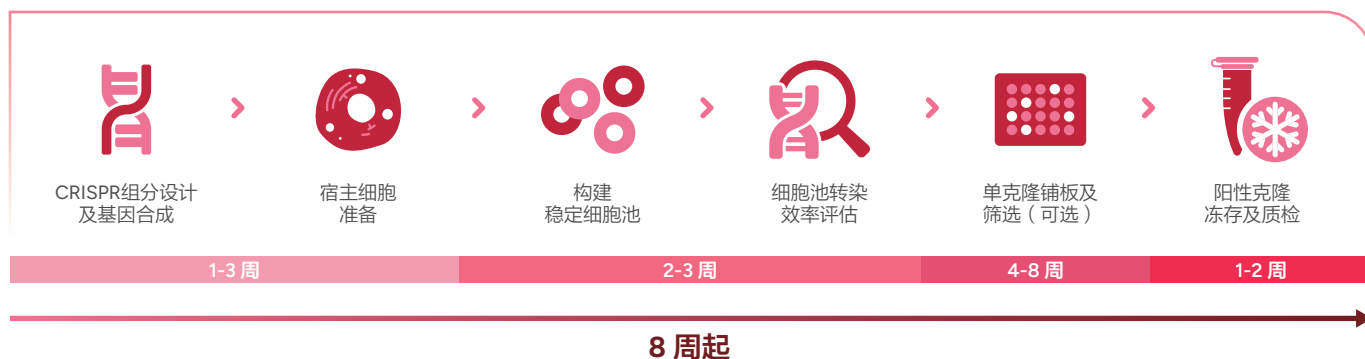 CRISPR组分设计
及基因合成
宿主细胞
准备
构建
稳定细胞池
细胞池转染
效率评估
单克隆铺板及
筛选（可选）
阳性克隆
冻存及质检
1-3 周
2-3 周
4-8 周
1-2 周
8 周起